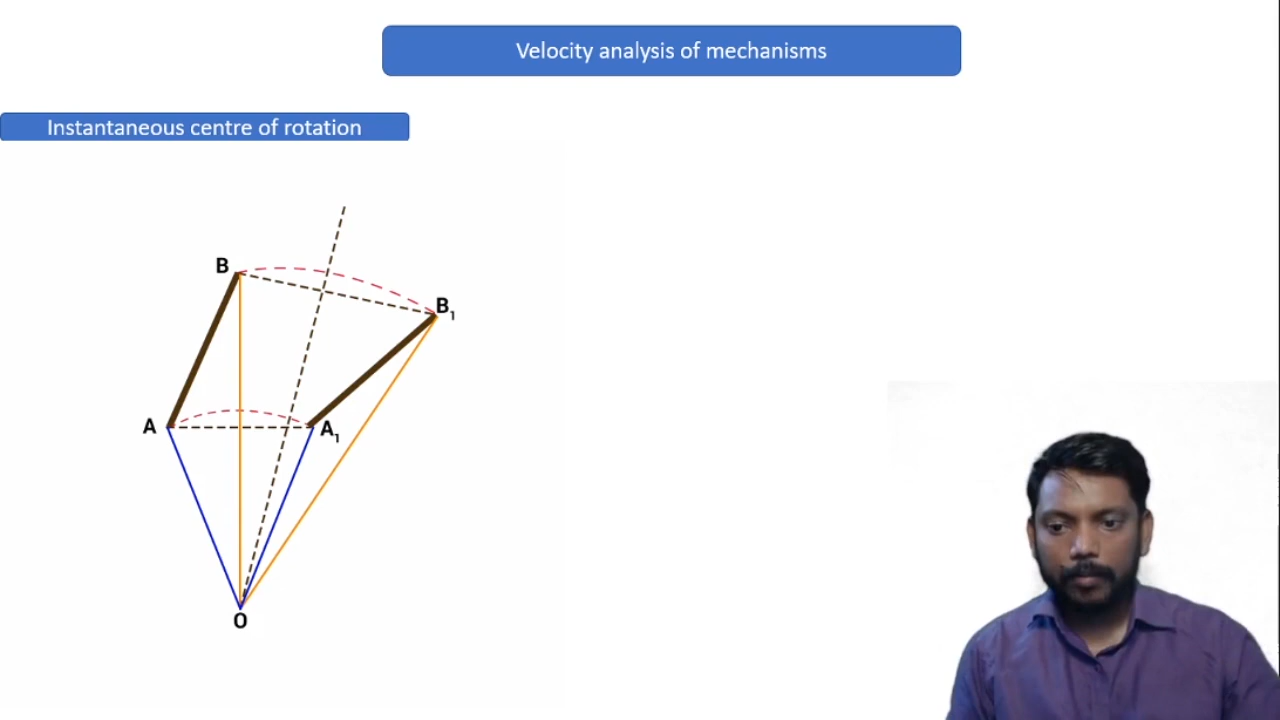 Velocity analysis of mechanisms
Instantaneous centre of rotation
B
B₁
A
A₁
O